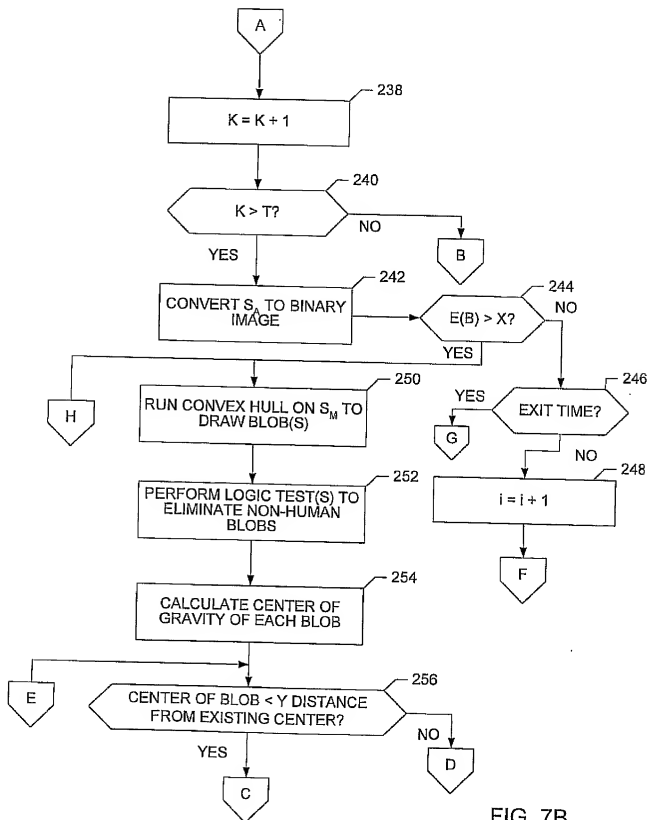 A
238
K = K + 1
240
K > T?
NO
YES
B
242
CONVERT SA TO BINARY
IMAGE
244
E(B) > X?
NO
YES
H
250
RUN CONVEX HULL ON SM TO
DRAW BLOB(S)
246
YES
EXIT TIME?
G
NO
248
i = i + 1
252
PERFORM LOGIC TEST(S) TO
ELIMINATE NON-HUMAN
BLOBS
F
254
CALCULATE CENTER OF
GRAVITY OF EACH BLOB
E
256
CENTER OF BLOB < Y DISTANCE
FROM EXISTING CENTER?
NO
YES
D
C
FIG. 7B